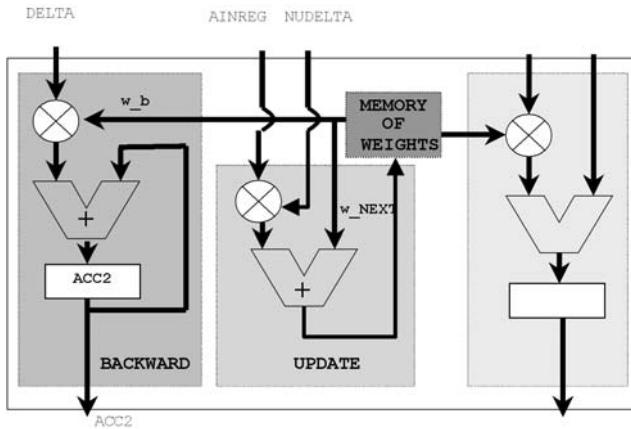 DELTA
AINREG NUDELTA
w_b
MEMORY
OF
WEIGHTS
w_NEXT
+
+
ACC2
BACKWARD
UPDATE
ACC2